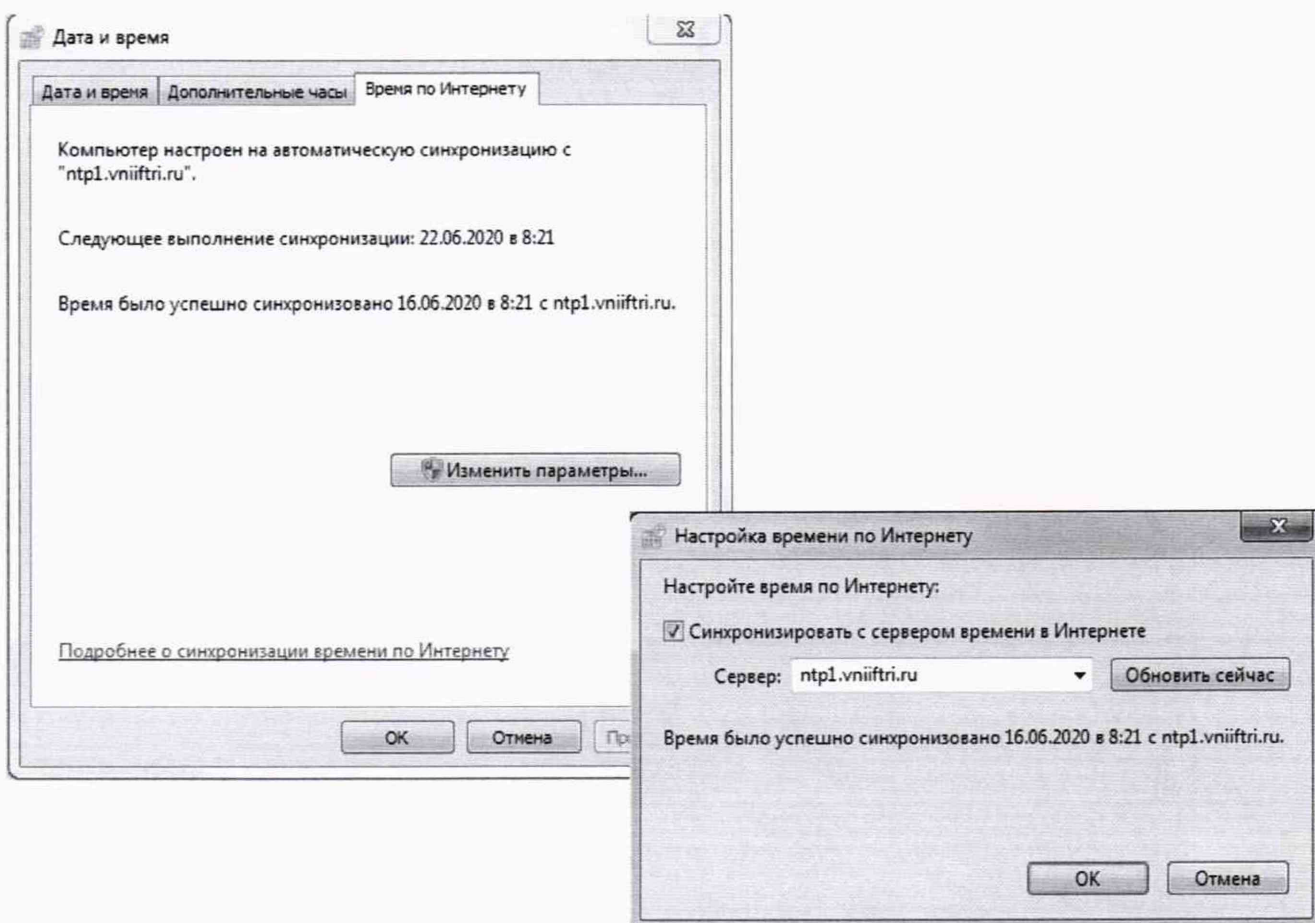 Дата и время
Дата и время Дополнительные часы Время по Интернету
Компьютер настроен на автоматическую синхронизацию с
"ntp1.vniiftri.ru".
Следующее выполнение синхронизации: 22.06.2020 в 8:21
Время было успешно синхронизовано 16.06.2020 в 8:21 с ntp1.vniiftri.ru.
Изменить параметры...
Подробнее о синхронизации времени по Интернету
ОК Отмена
Настройка времени по Интернету
Настройте время по Интернету:
Синхронизировать с сервером времени в Интернете
Сервер: ntp1.vniiftri.ru Обновить сейчас
Время было успешно синхронизовано 16.06.2020 в 8:21 с ntp1.vniiftri.ru.
ОК Отмена